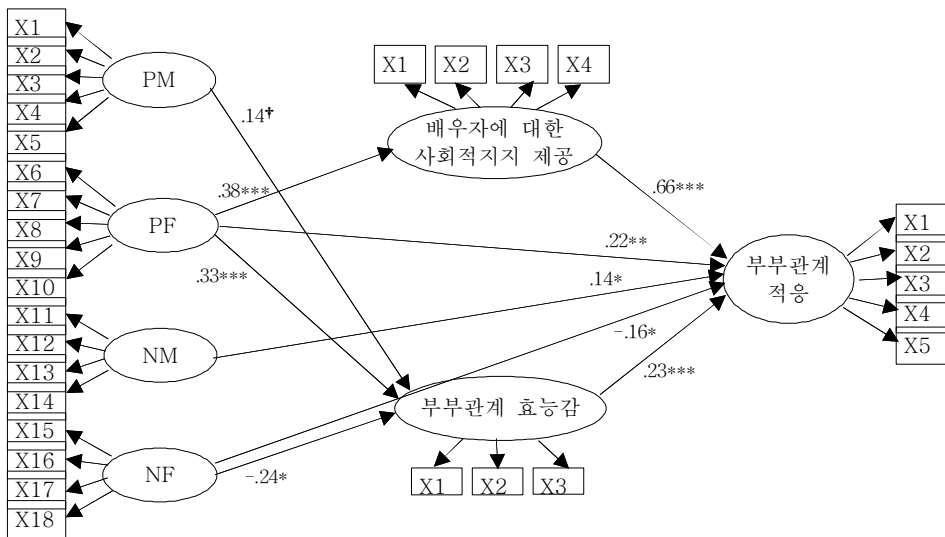 X1
X2
X3
X4
X5
X6
X7
X8
X9
X10
X11
X12
X13
X14
X15
X16
X17
X18
PM
PF
NM
NF
.14†
.38***
.33***
-.24*
X1 X2 X3 X4
배우자에 대한
사회적지지 제공
.66***
.22**
.14*
-.16*
.23***
부부관계 효능감
X1 X2 X3
부부관계
적응
X1
X2
X3
X4
X5